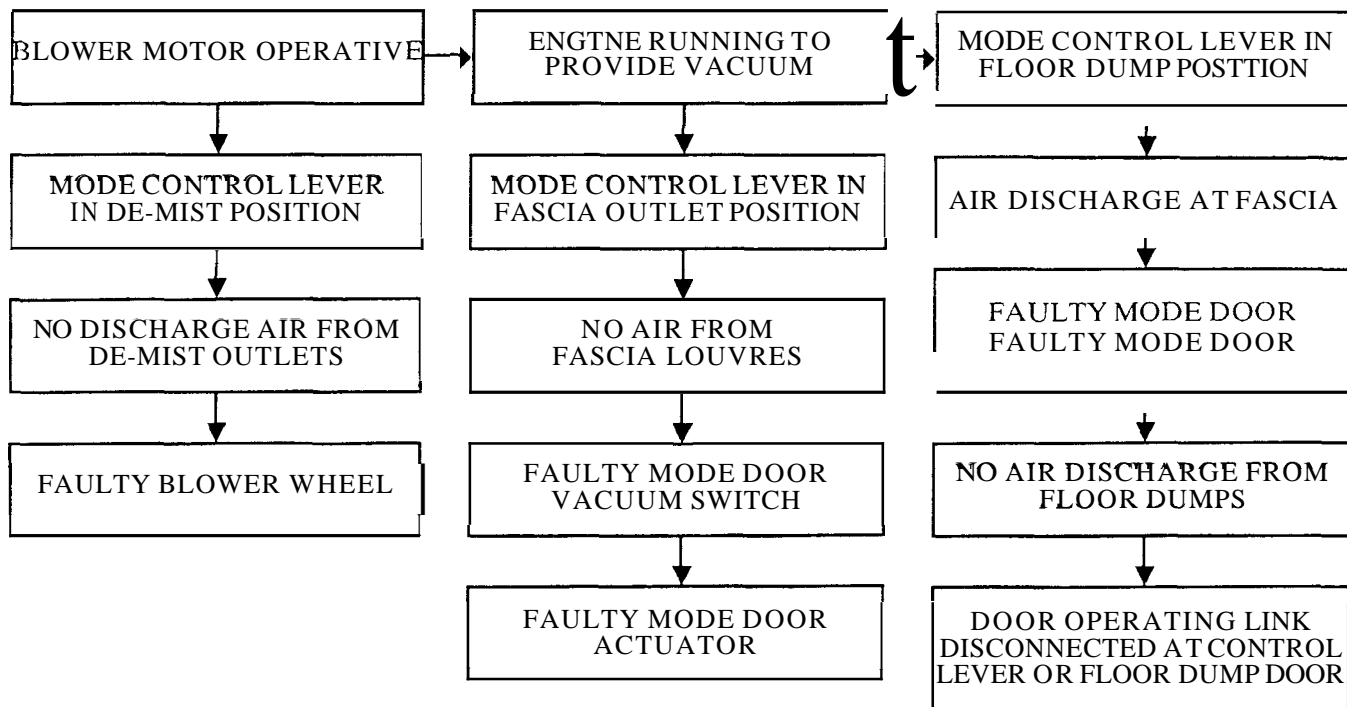 BLOWER MOTOR OPERATIVE
ENGTNE RUNNING TO
PROVIDE VACUUM
t
MODE CONTROL LEVER IN
FLOOR DUMP POSTTION
MODE CONTROL LEVER
IN DE-MIST POSITION
MODE CONTROL LEVER IN
FASCIA OUTLET POSITION
AIR DISCHARGE AT FASCIA
NO DISCHARGE AIR FROM
DE-MIST OUTLETS
NO AIR FROM
FASCIA LOUVRES
FAULTY MODE DOOR
FAULTY MODE DOOR
FAULTY BLOWER WHEEL
FAULTY MODE DOOR
VACUUM SWITCH
NO AIR DISCHARGE FROM
FLOOR DUMPS
FAULTY MODE DOOR
ACTUATOR
DOOR OPERATING LINK
DISCONNECTED AT CONTROL
LEVER OR FLOOR DUMP DOOR